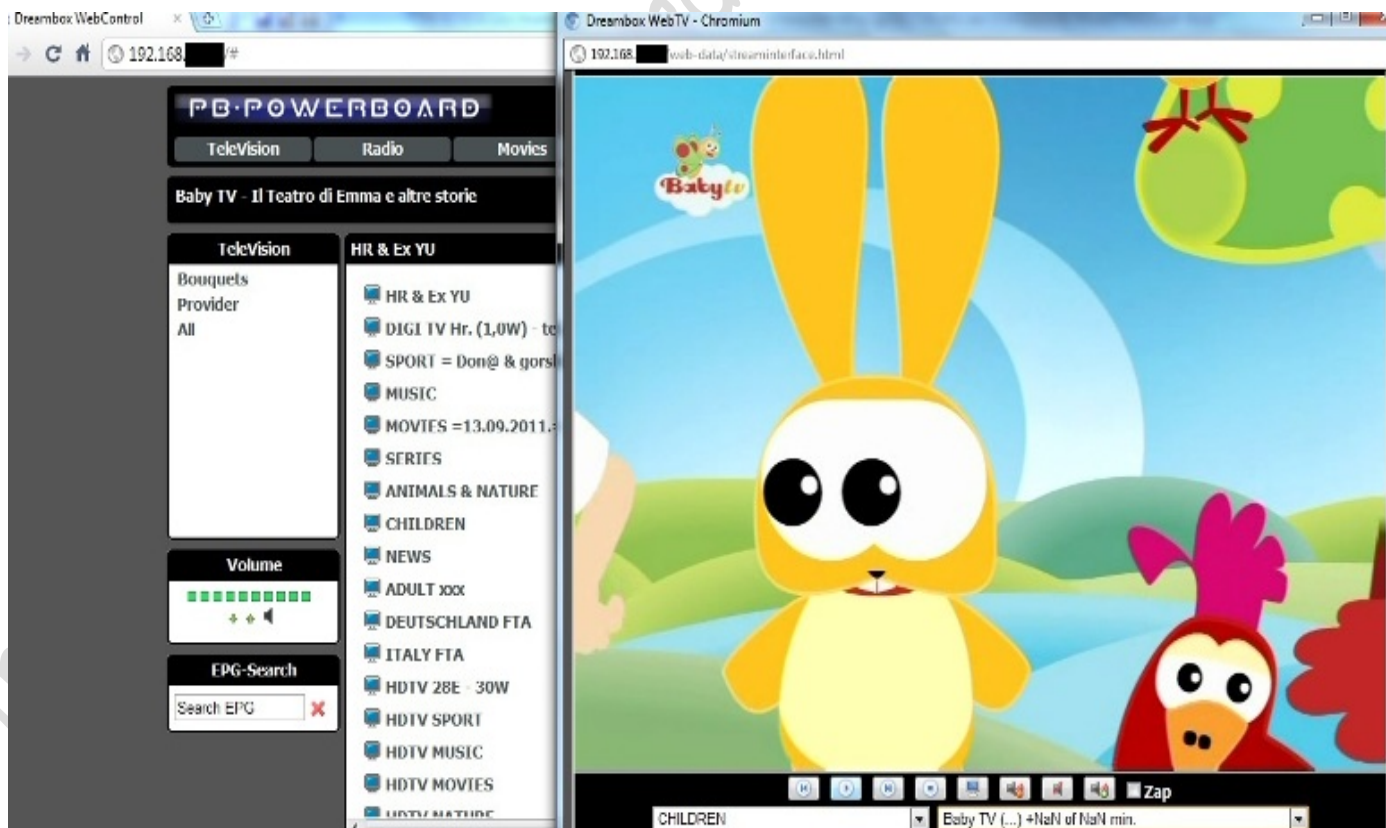 Dreambox WebControl
192.168. /#
PB·POWERBOARD
TeleVision Radio Movies
Baby TV - Il Teatro di Emma e altre storie
TeleVision
Bouquets
Provider
All
Volume
EPG-Search
Search EPG
HR & Ex YU
HR & Ex YU
DIGI TV Hr. (1,0W) - te
SPORT = Don@ & gorsl
MUSIC
MOVIES =13.09.2011.=
SERIES
ANIMALS & NATURE
CHILDREN
NEWS
ADULT xxx
DEUTSCHLAND FTA
ITALY FTA
HDTV 28E - 30W
HDTV SPORT
HDTV MUSIC
HDTV MOVIES
HDTV NATURE
Dreambox WebTV - Chromium
192.168. web-data/streaminterface.html
Babytv
Zap
CHILDREN
Baby TV (...) +NaN of NaN min.